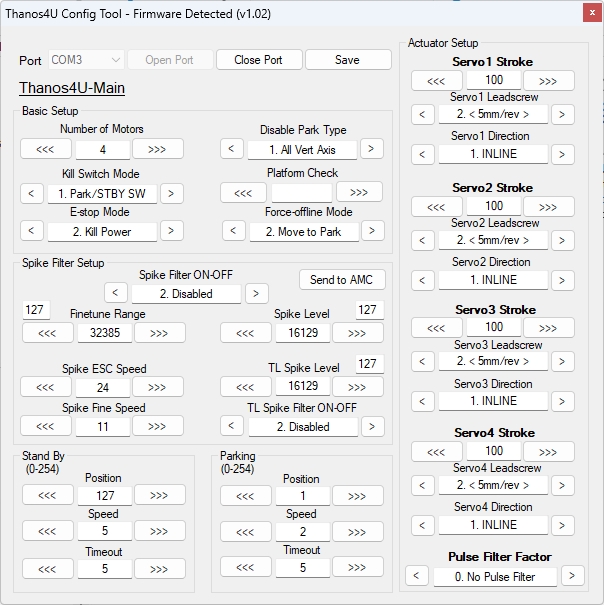 Thanos4U Config Tool - Firmware Detected (v1.02)
x
Port COM3 Open Port Close Port Save
Thanos4U-Main
Basic Setup
Number of Motors
<<< 4 >>>
Disable Park Type
< 1. All Vert Axis >
Kill Switch Mode
< 1. Park/STBY SW >
Platform Check
<<< >>>
E-stop Mode
< 2. Kill Power >
Force-offline Mode
< 2. Move to Park >
Spike Filter Setup
Spike Filter ON-OFF
< 2. Disabled >
Send to AMC
127
Finetune Range
<<< 32385 >>>
127
Spike Level
<<< 16129 >>>
Spike ESC Speed
<<< 24 >>>
127
TL Spike Level
<<< 16129 >>>
Spike Fine Speed
<<< 11 >>>
TL Spike Filter ON-OFF
< 2. Disabled >
Stand By
(0-254)
Position
<<< 127 >>>
Speed
<<< 5 >>>
Timeout
<<< 5 >>>
Parking
(0-254)
Position
<<< 1 >>>
Speed
<<< 2 >>>
Timeout
<<< 5 >>>
Actuator Setup
Servo1 Stroke
<<< 100 >>>
Servo1 Leadscrew
< 2. < 5mm/rev > >
Servo1 Direction
< 1. INLINE >
Servo2 Stroke
<<< 100 >>>
Servo2 Leadscrew
< 2. < 5mm/rev > >
Servo2 Direction
< 1. INLINE >
Servo3 Stroke
<<< 100 >>>
Servo3 Leadscrew
< 2. < 5mm/rev > >
Servo3 Direction
< 1. INLINE >
Servo4 Stroke
<<< 100 >>>
Servo4 Leadscrew
< 2. < 5mm/rev > >
Servo4 Direction
< 1. INLINE >
Pulse Filter Factor
< 0. No Pulse Filter >